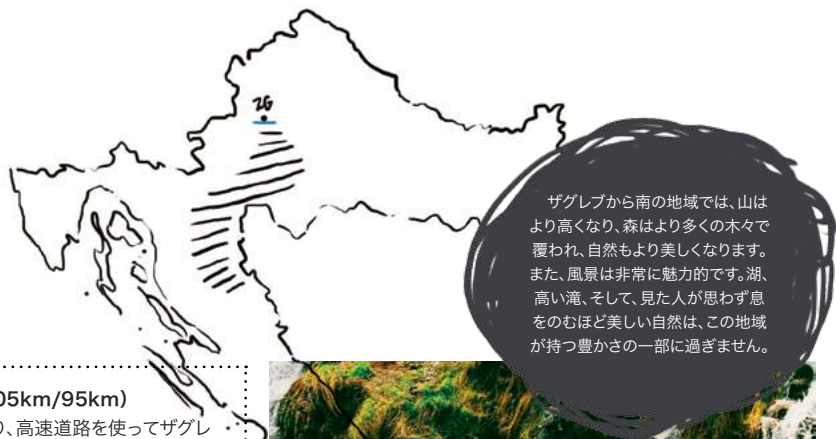 ZG
ザグレブから南の地域では、山は
より高くなり、森はより多くの木々で
覆われ、自然もより美しくなります。
また、風景は非常に魅力的です。湖、
高い滝、そして、見た人が思わず息
をのむほど美しい自然は、この地域
が持つ豊かさの一部に過ぎません。
05km/95km）
り、高速道路を使ってザグレ